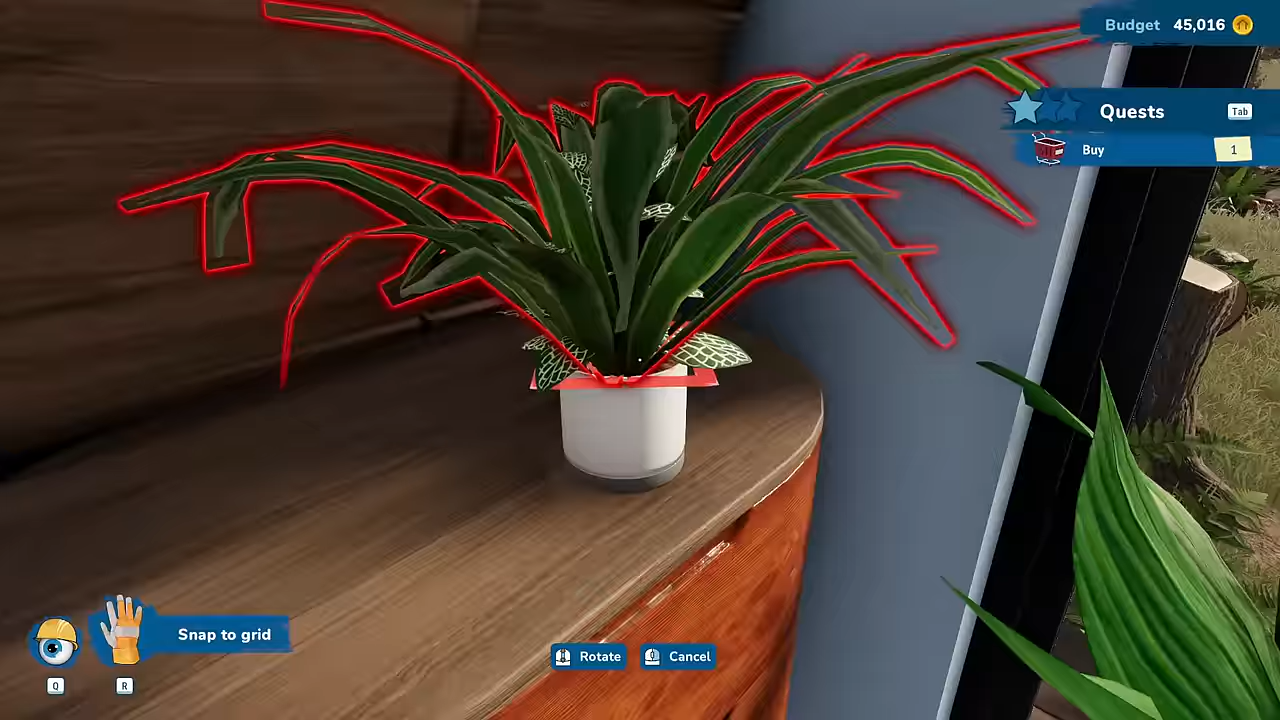 Budget 45,016
Quests Tab
Buy 1
Snap to grid
Rotate Cancel
Q R